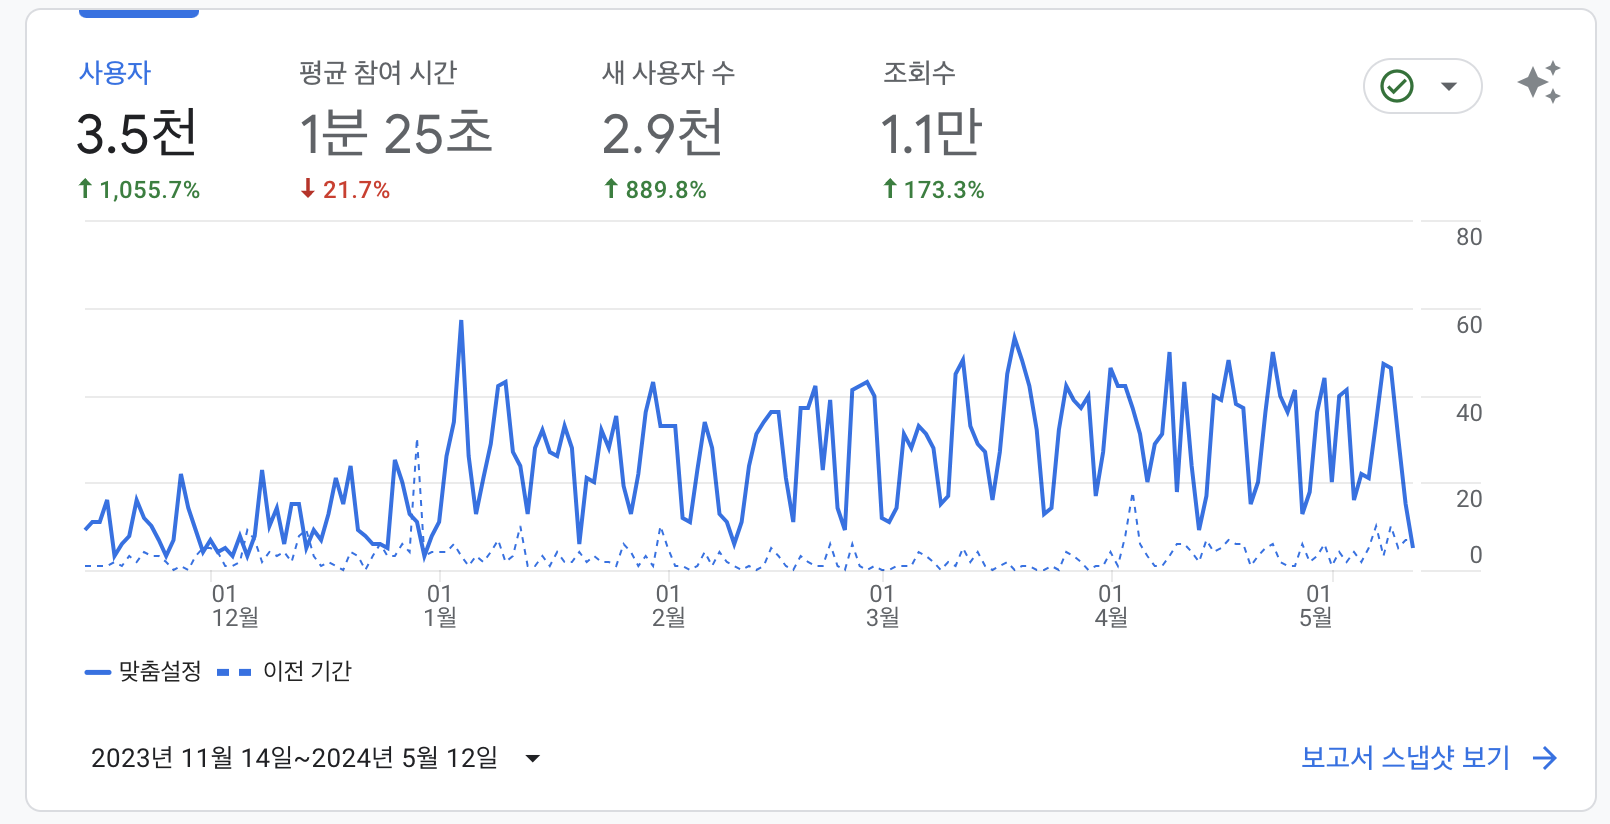 사용자 평균 참여 시간 새 사용자 수 조회수
3.5천 1분 25초 2.9천 1.1만
↑ 1,055.7% ↓ 21.7% ↑ 889.8% ↑ 173.3%
80
60
40
20
0
01 01 01 01 01 01
12월 1월 2월 3월 4월 5월
맞춤설정 이전 기간
2023년 11월 14일~2024년 5월 12일
보고서 스냅샷 보기 →